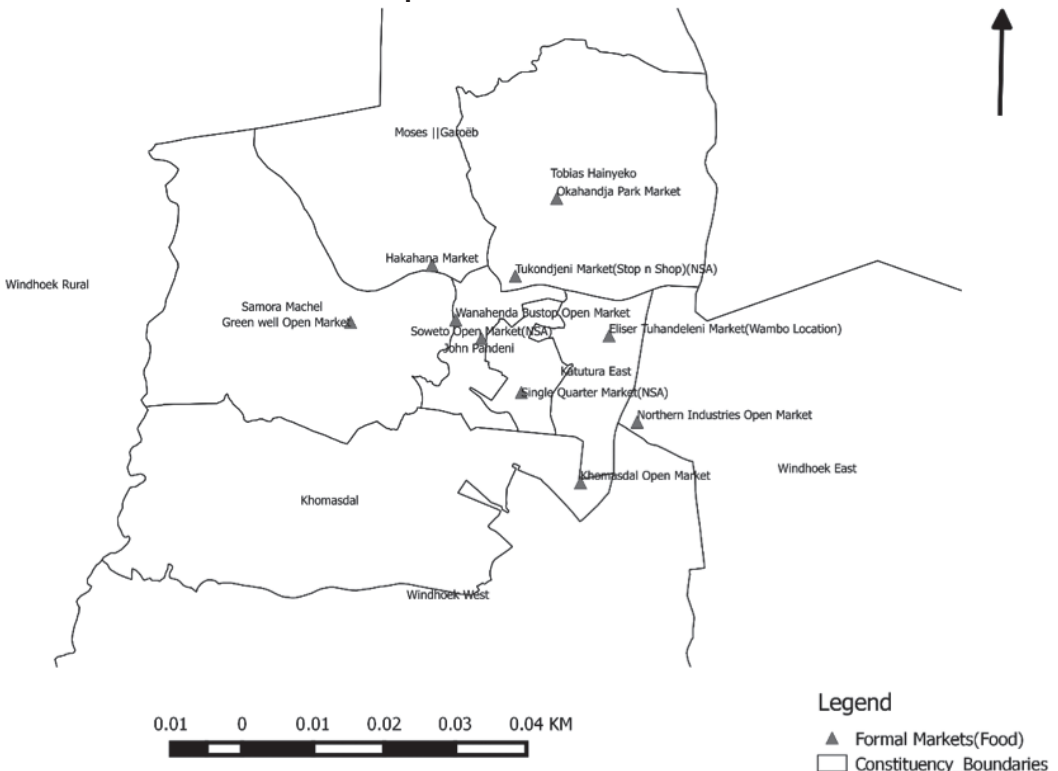 Moses ||Garoëb
Tobias Hainyeko
Okahandja Park Market
Hakahana Market
Tukondjeni Market(Stop n Shop)(NSA)
Windhoek Rural
Samora Machel
Green well Open Market
Wanahenda Bustop Open Market
Soweto Open Market(NSA)
Eliser Tuhandeleni Market(Wambo Location)
John Pandeni
Katutura East
Single Quarter Market(NSA)
Northern Industries Open Market
Windhoek East
Khomasdal Open Market
Khomasdal
Windhoek West
0.01 0 0.01 0.02 0.03 0.04 KM
Legend
Formal Markets(Food)
Constituency Boundaries